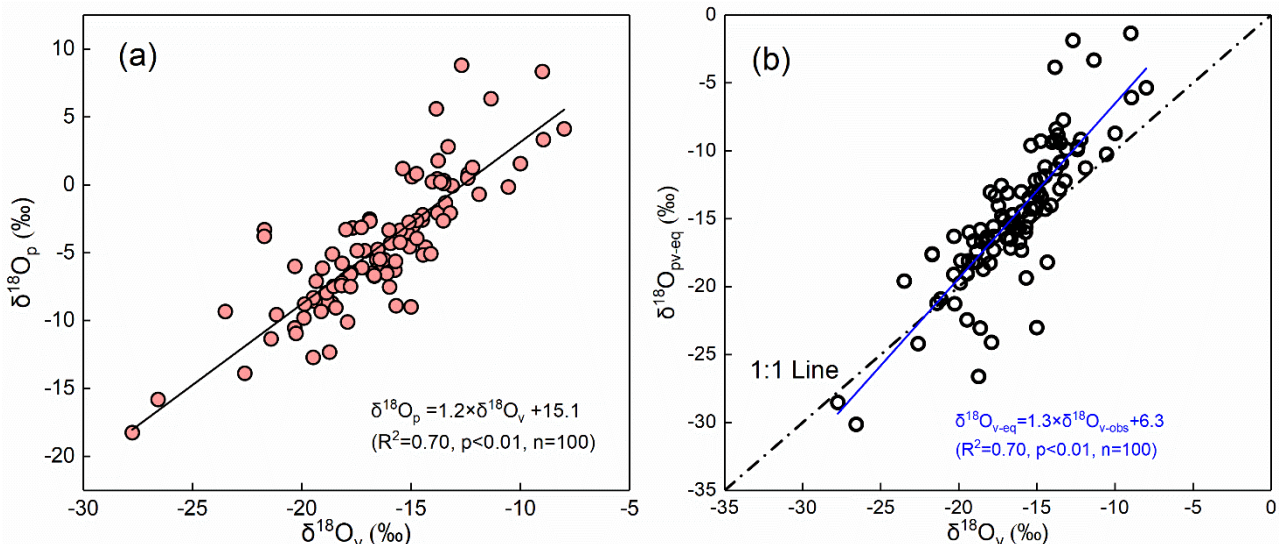 (a)
10
5
0
-5
-10
-15
-20
δ¹⁸Oₚ (‰)
-30
-25
-20
-15
-10
-5
δ¹⁸Oᵥ (‰)
δ¹⁸Oₚ =1.2×δ¹⁸Oᵥ +15.1
(R²=0.70, p<0.01, n=100)
(b)
0
-5
-10
-15
-20
-25
-30
-35
δ¹⁸O_pv-eq (‰)
-35
-30
-25
-20
-15
-10
-5
0
δ¹⁸Oᵥ (‰)
1:1 Line
δ¹⁸O_v-eq=1.3×δ¹⁸O_v-obs+6.3
(R²=0.70, p<0.01, n=100)